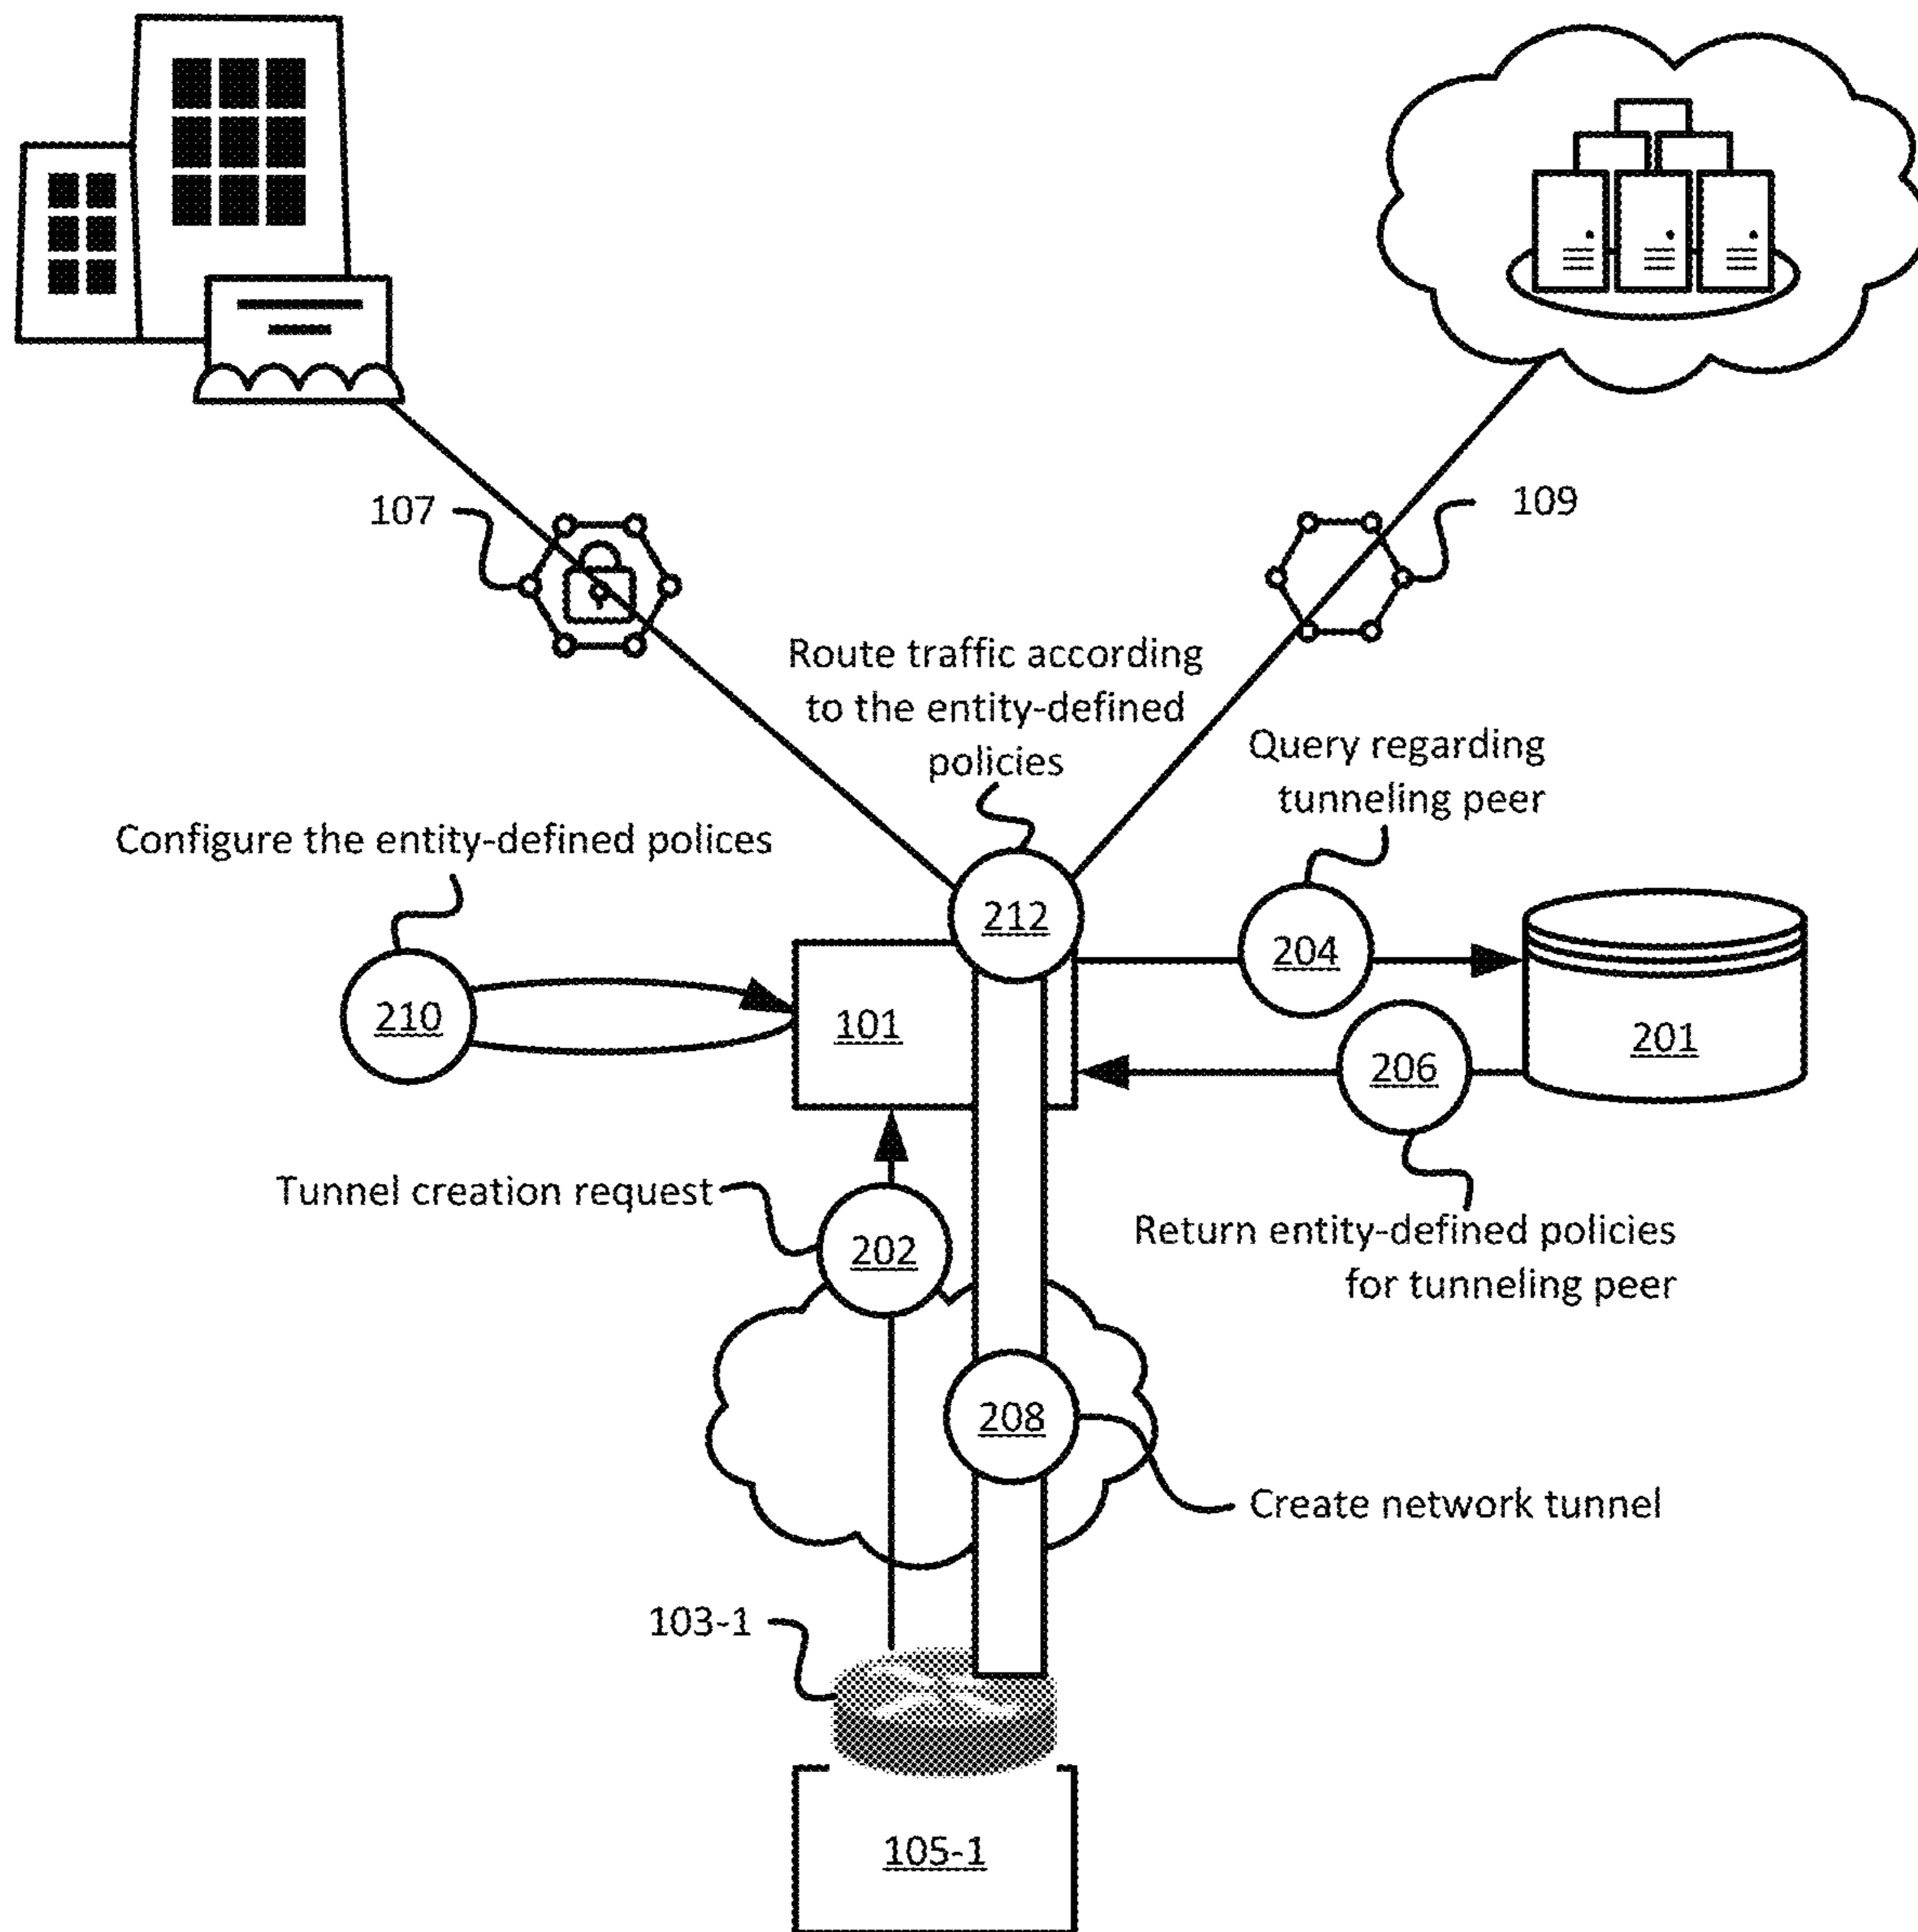 107
109
Route traffic according
to the entity-defined
policies
Query regarding
tunneling peer
Configure the entity-defined polices
212
204
210
101
201
206
Tunnel creation request
202
Return entity-defined policies
for tunneling peer
208
Create network tunnel
103-1
105-1